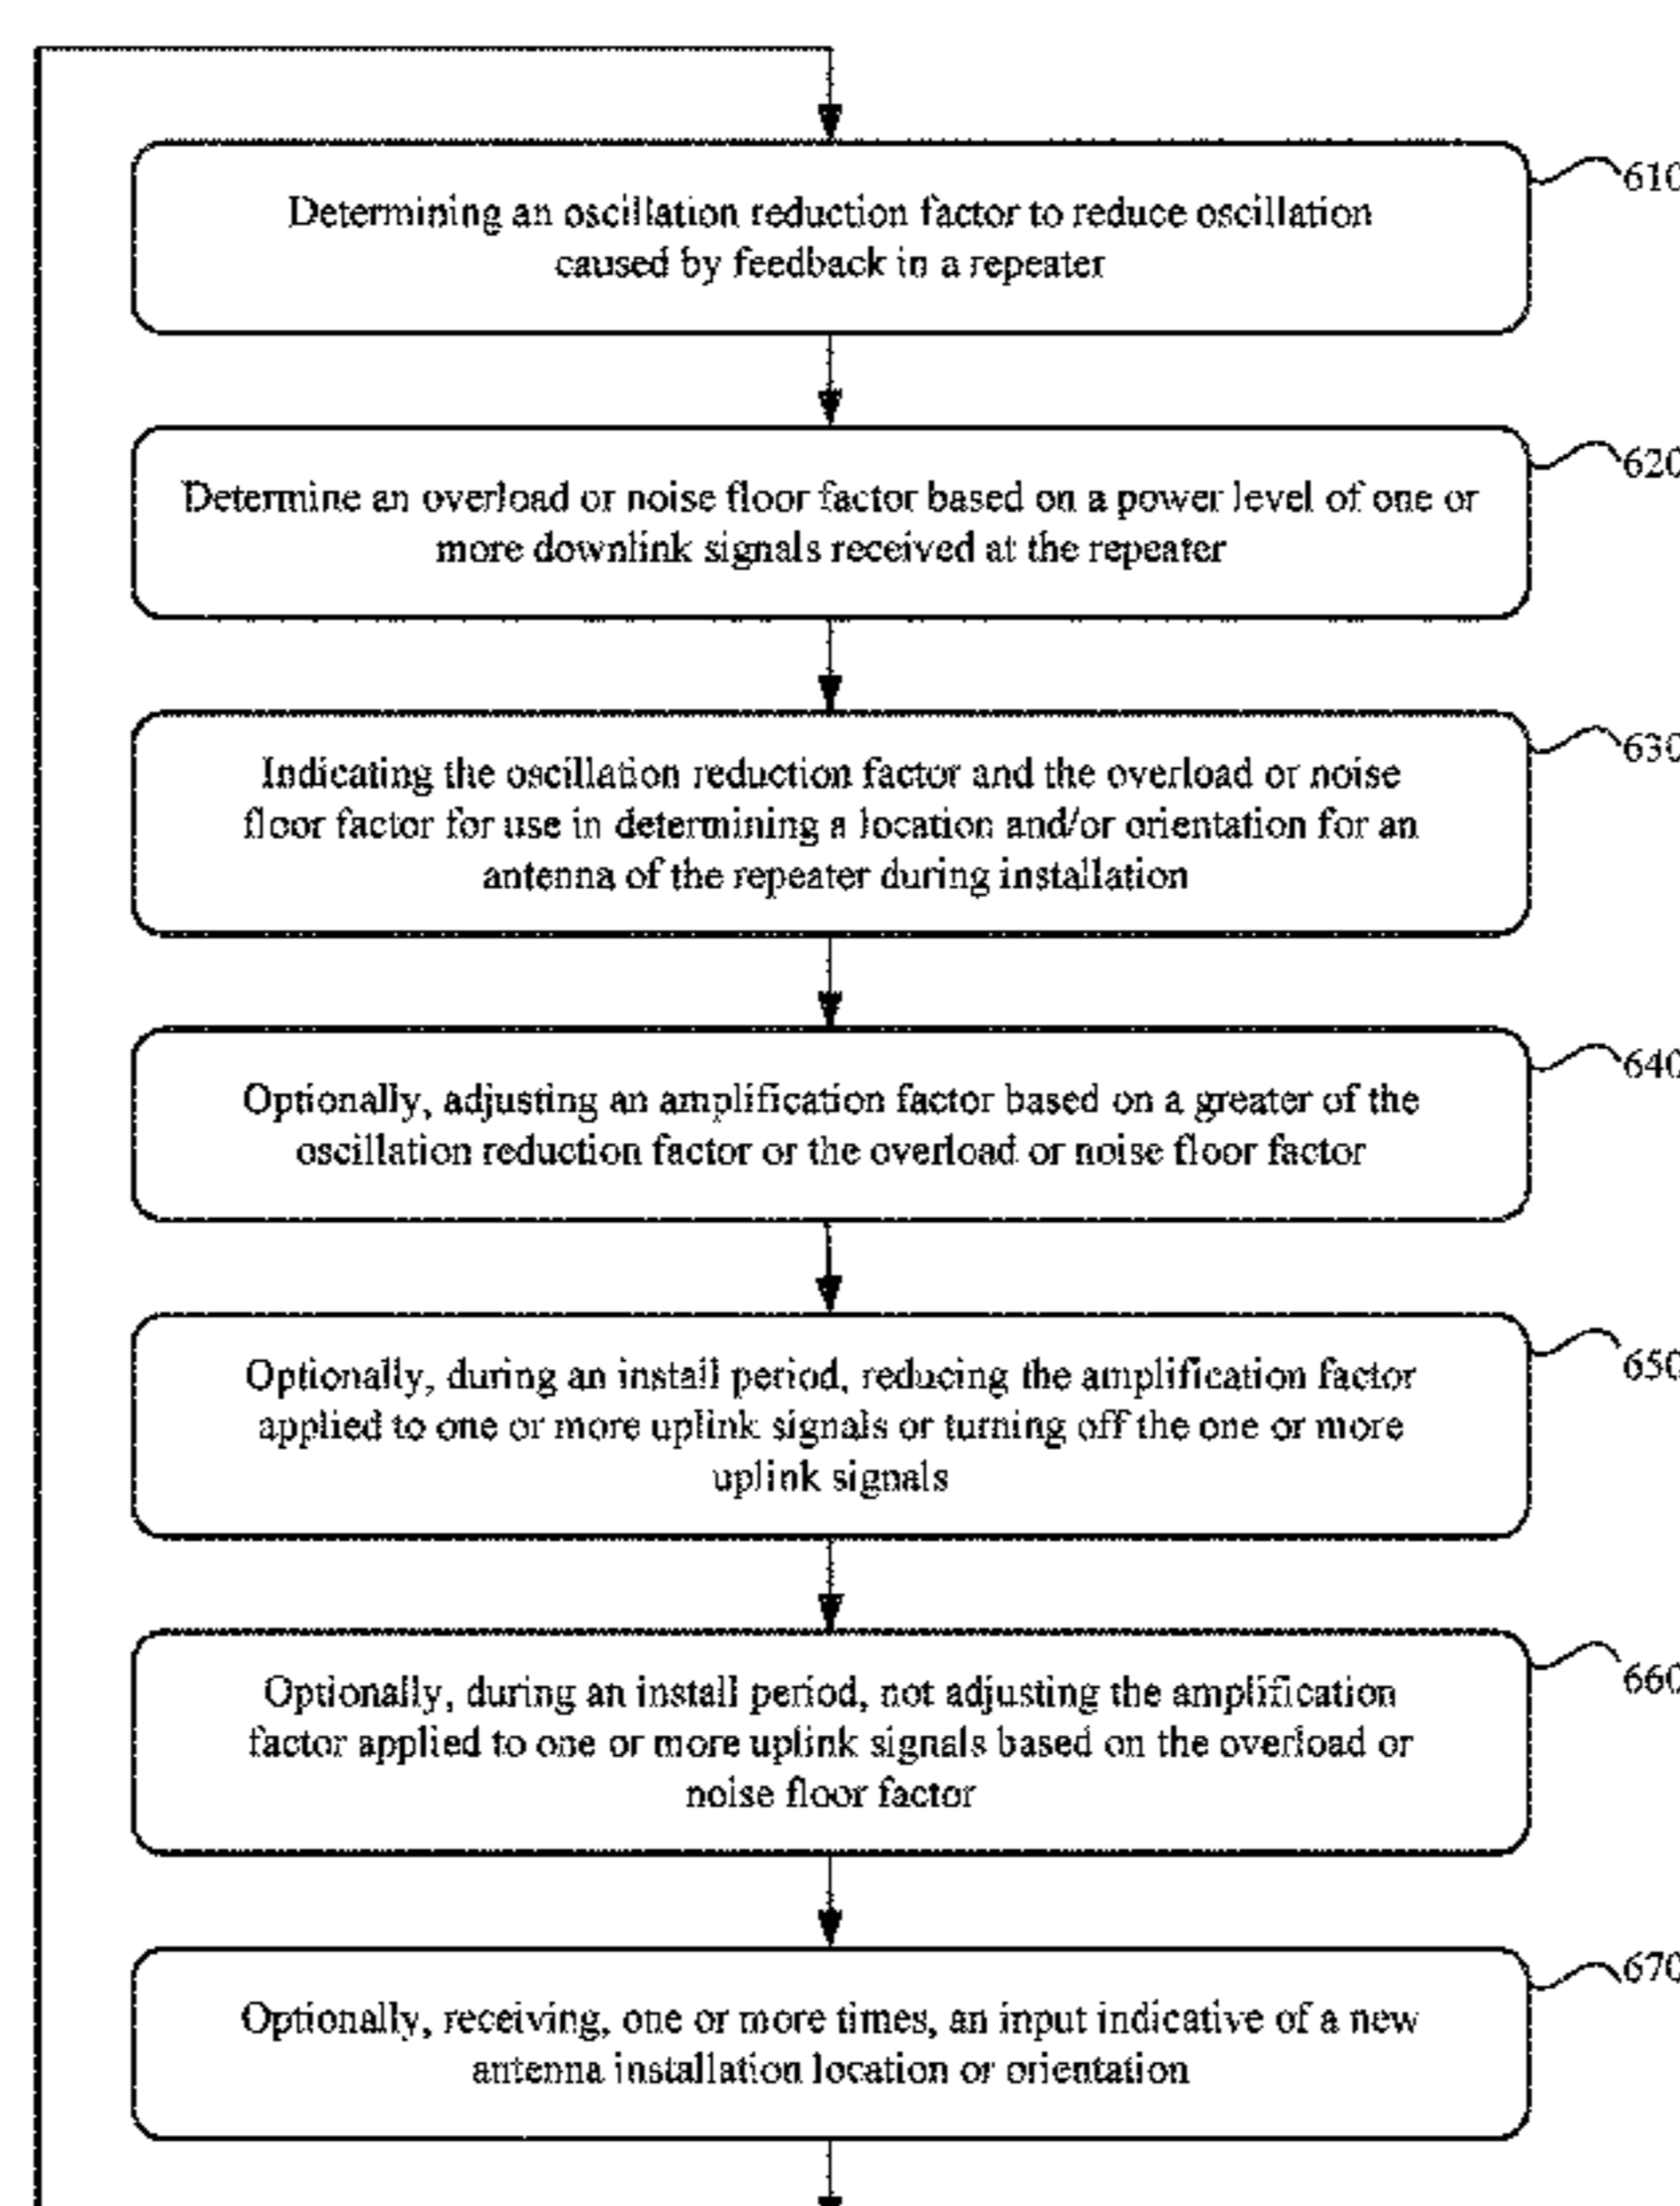 610
Determining an oscillation reduction factor to reduce oscillation
caused by feedback in a repeater
620
Determine an overload or noise floor factor based on a power level of one or
more downlink signals received at the repeater
630
Indicating the oscillation reduction factor and the overload or noise
floor factor for use in determining a location and/or orientation for an
antenna of the repeater during installation
640
Optionally, adjusting an amplification factor based on a greater of the
oscillation reduction factor or the overload or noise floor factor
650
Optionally, during an install period, reducing the amplification factor
applied to one or more uplink signals or turning off the one or more
uplink signals
660
Optionally, during an install period, not adjusting the amplification
factor applied to one or more uplink signals based on the overload or
noise floor factor
670
Optionally, receiving, one or more times, an input indicative of a new
antenna installation location or orientation